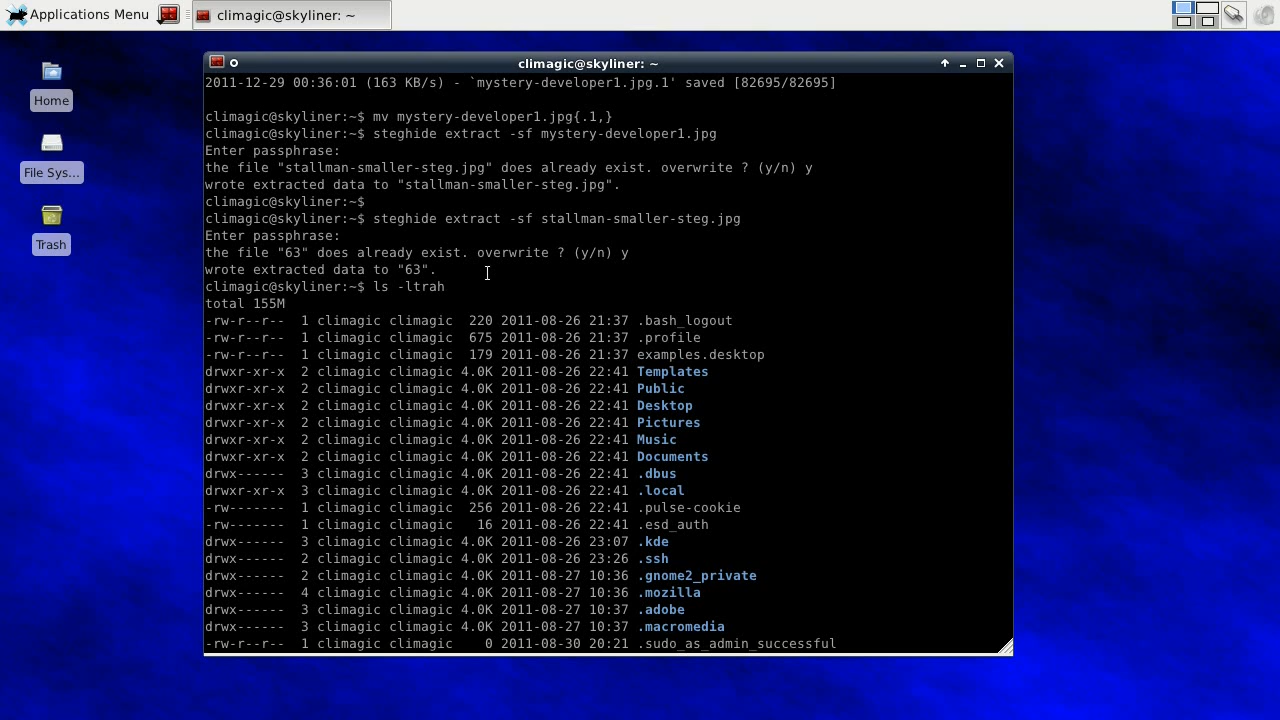 Applications Menu
climagic@skyliner: ~
Home
File Sys...
Trash
climagic@skyliner: ~
2011-12-29 00:36:01 (163 KB/s) - `mystery-developer1.jpg.1' saved [82695/82695]
climagic@skyliner:~$ mv mystery-developer1.jpg{.1,}
climagic@skyliner:~$ steghide extract -sf mystery-developer1.jpg
Enter passphrase:
the file "stallman-smaller-steg.jpg" does already exist. overwrite ? (y/n) y
wrote extracted data to "stallman-smaller-steg.jpg".
climagic@skyliner:~$
climagic@skyliner:~$ steghide extract -sf stallman-smaller-steg.jpg
Enter passphrase:
the file "63" does already exist. overwrite ? (y/n) y
wrote extracted data to "63".
climagic@skyliner:~$ ls -ltrah
total 155M
-rw-r--r--  1 climagic climagic  220 2011-08-26 21:37 .bash_logout
-rw-r--r--  1 climagic climagic  675 2011-08-26 21:37 .profile
-rw-r--r--  1 climagic climagic  179 2011-08-26 21:37 examples.desktop
drwxr-xr-x  2 climagic climagic 4.0K 2011-08-26 22:41 Templates
drwxr-xr-x  2 climagic climagic 4.0K 2011-08-26 22:41 Public
drwxr-xr-x  2 climagic climagic 4.0K 2011-08-26 22:41 Desktop
drwxr-xr-x  2 climagic climagic 4.0K 2011-08-26 22:41 Pictures
drwxr-xr-x  2 climagic climagic 4.0K 2011-08-26 22:41 Music
drwxr-xr-x  2 climagic climagic 4.0K 2011-08-26 22:41 Documents
drwx------  3 climagic climagic 4.0K 2011-08-26 22:41 .dbus
drwxr-xr-x  3 climagic climagic 4.0K 2011-08-26 22:41 .local
-rw-------  1 climagic climagic  256 2011-08-26 22:41 .pulse-cookie
-rw-------  1 climagic climagic   16 2011-08-26 22:41 .esd_auth
drwx------  3 climagic climagic 4.0K 2011-08-26 23:07 .kde
drwx------  2 climagic climagic 4.0K 2011-08-26 23:26 .ssh
drwx------  2 climagic climagic 4.0K 2011-08-27 10:36 .gnome2_private
drwx------  4 climagic climagic 4.0K 2011-08-27 10:36 .mozilla
drwx------  3 climagic climagic 4.0K 2011-08-27 10:37 .adobe
drwx------  3 climagic climagic 4.0K 2011-08-27 10:37 .macromedia
-rw-r--r--  1 climagic climagic    0 2011-08-30 20:21 .sudo_as_admin_successful